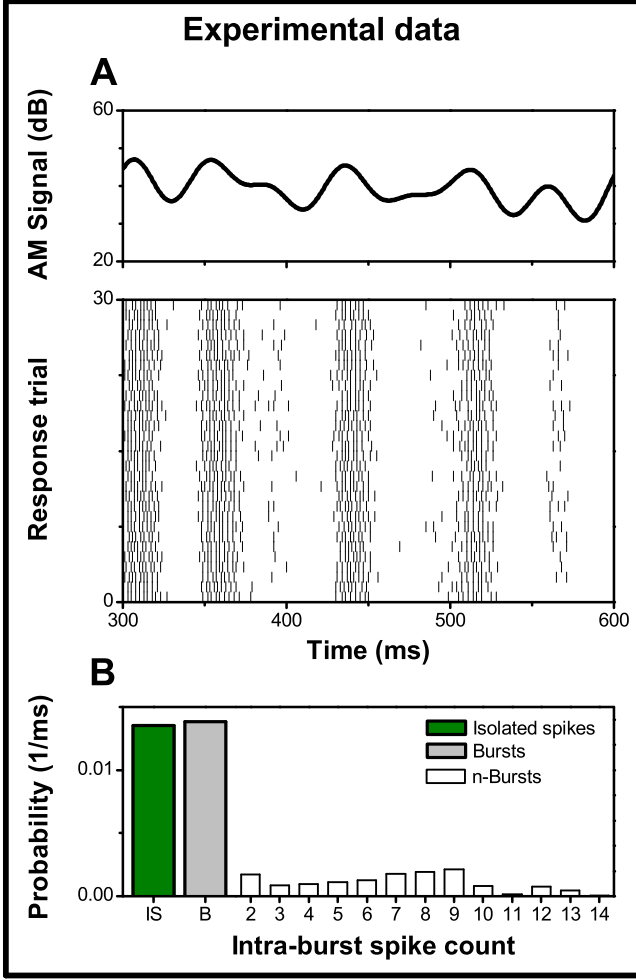 Experimental data
A
AM Signal (dB)
60
20
Response trial
30
0
300 400 500 600
Time (ms)
B
Probability (1/ms)
0.01
0.00
Isolated spikes
Bursts
n-Bursts
IS B 2 3 4 5 6 7 8 9 10 11 12 13 14
Intra-burst spike count